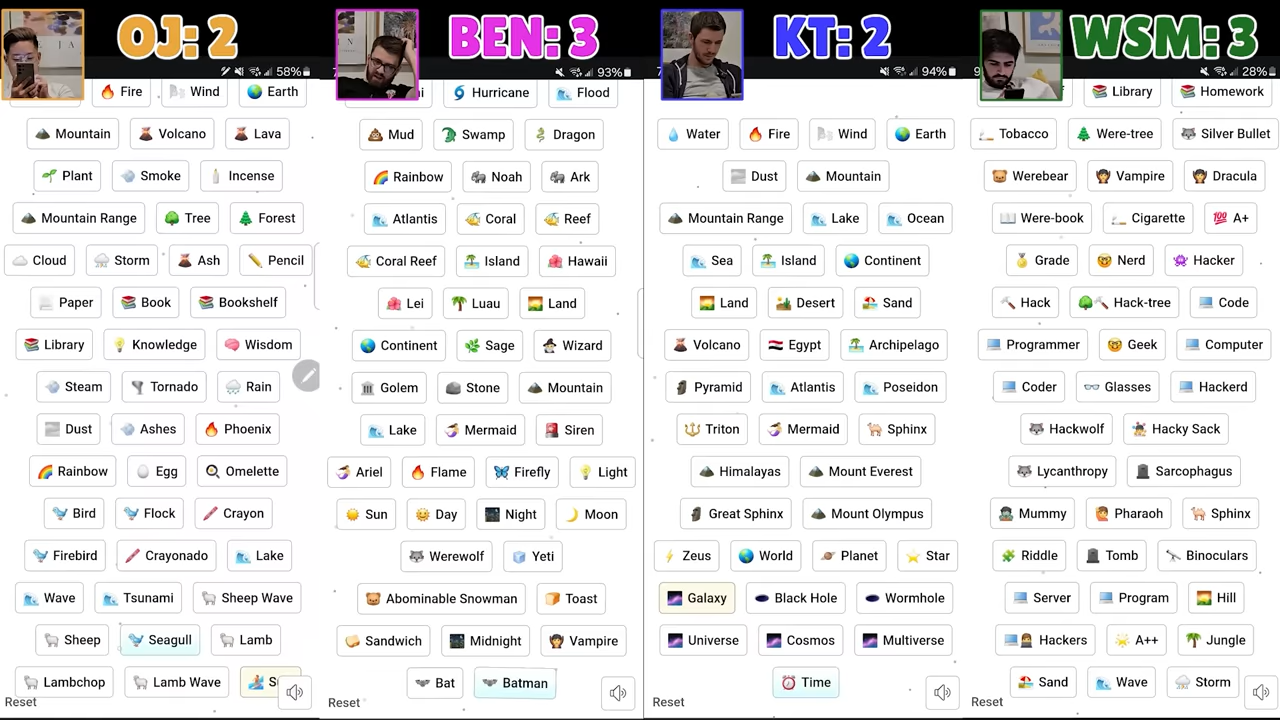 OJ: 2
58%
Fire Wind Earth
Mountain Volcano Lava
Plant Smoke Incense
Mountain Range Tree Forest
Cloud Storm Ash Pencil
Paper Book Bookshelf
Library Knowledge Wisdom
Steam Tornado Rain
Dust Ashes Phoenix
Rainbow Egg Omelette
Bird Flock Crayon
Firebird Crayonado Lake
Wave Tsunami Sheep Wave
Sheep Seagull Lamb
Lambchop Lamb Wave
Reset
BEN: 3
93%
Hurricane Flood
Mud Swamp Dragon
Rainbow Noah Ark
Atlantis Coral Reef
Coral Reef Island Hawaii
Lei Luau Land
Continent Sage Wizard
Golem Stone Mountain
Lake Mermaid Siren
Ariel Flame Firefly Light
Sun Day Night Moon
Werewolf Yeti
Abominable Snowman Toast
Sandwich Midnight Vampire
Bat Batman
Reset
KT: 2
94%
Water Fire Wind Earth
Dust Mountain
Mountain Range Lake Ocean
Sea Island Continent
Land Desert Sand
Volcano Egypt Archipelago
Pyramid Atlantis Poseidon
Triton Mermaid Sphinx
Himalayas Mount Everest
Great Sphinx Mount Olympus
Zeus World Planet Star
Galaxy Black Hole Wormhole
Universe Cosmos Multiverse
Time
Reset
WSM: 3
28%
Library Homework
Tobacco Were-tree Silver Bullet
Werebear Vampire Dracula
Were-book Cigarette A+
Grade Nerd Hacker
Hack Hack-tree Code
Programmer Geek Computer
Coder Glasses Hackerd
Hackwolf Hacky Sack
Lycanthropy Sarcophagus
Mummy Pharaoh Sphinx
Riddle Tomb Binoculars
Server Program Hill
Hackers A++ Jungle
Sand Wave Storm
Reset